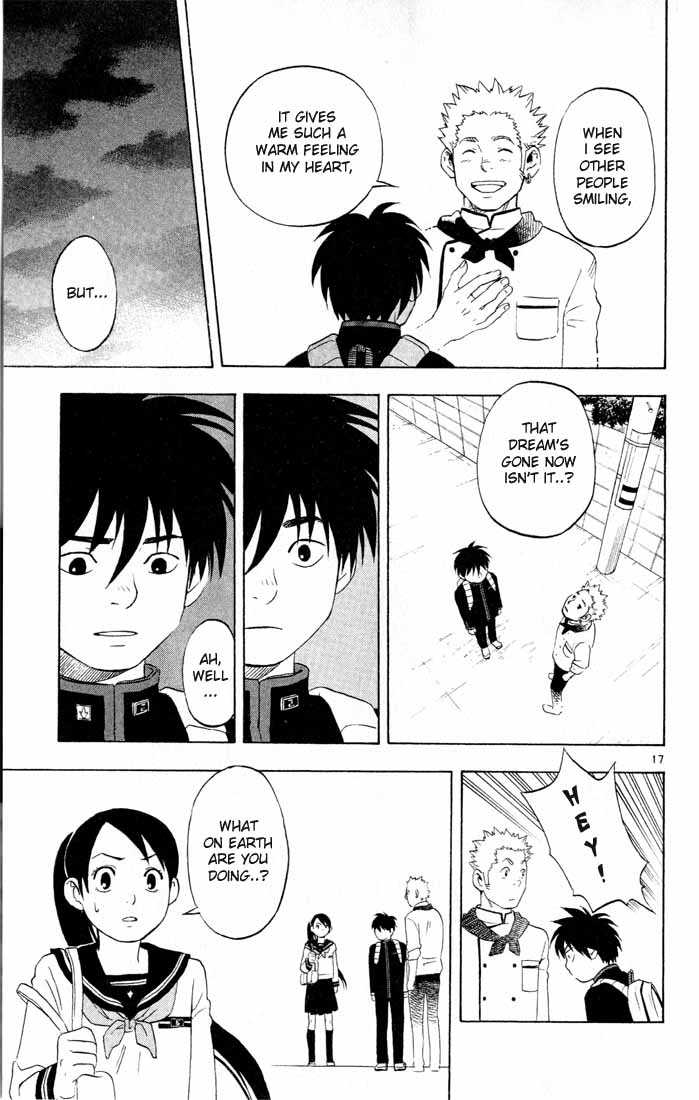 WHEN
I SEE
OTHER
PEOPLE
SMILING,
IT GIVES
ME SUCH A
WARM FEELING
IN MY HEART,
BUT...
THAT
DREAM'S
GONE NOW
ISN'T IT..?
AH,
WELL
...
17
HEY!
WHAT
ON EARTH
ARE YOU
DOING..?